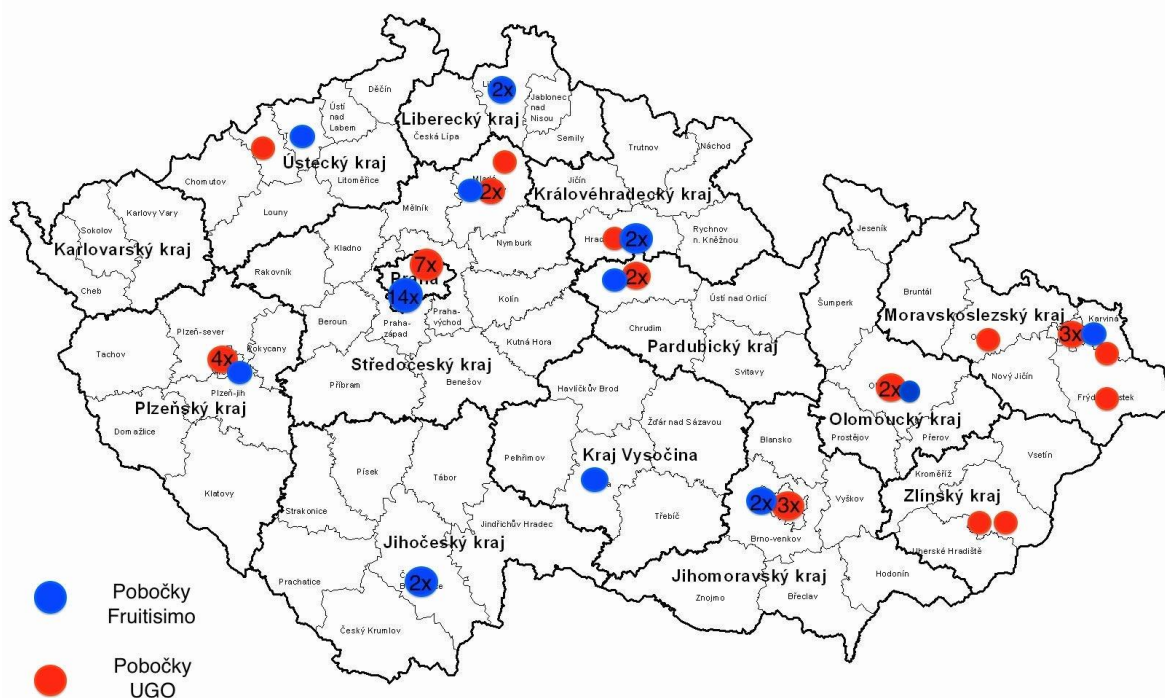 Děčín
2x
Ústí
nad
Labem
Jablonec
nad
Nisou
Liberecký kraj
Česká Lípa
Semily
Trutnov
Náchod
Ústecký kraj
Chomutov
Litoměřice
Louny
Jičín
Královéhradecký kraj
2x
Mělník
Karlovy Vary
Sokolov
Karlovarský kraj
Cheb
Kladno
Rakovník
Nymburk
2x
Rychnov
n. Kněžnou
Jeseník
7x
Praha
14x
Kolín
2x
Ústí nad Orlicí
Šumperk
Bruntál
Moravskoslezský kraj
Karviná
3x
Beroun
Praha-
západ
Praha-
východ
Kutná Hora
Chrudim
Pardubický kraj
Svitavy
Plzeň-sever
Rokycany
4x
Tachov
Plzeň-jih
Plzeňský kraj
Domažlice
Klatovy
Středočeský kraj
Příbram
Benešov
Havlíčkův Brod
Žďár nad Sázavou
Nový Jičín
2x
Olomoucký kraj
Prostějov
Přerov
Vsetín
Písek
Tábor
Pelhřimov
Kraj Vysočina
Třebíč
Blansko
Vyškov
2x
3x
Brno-venkov
Kroměříž
Zlínský kraj
Uherské Hradiště
Strakonice
Jihočeský kraj
Jindřichův Hradec
Prachatice
2x
Český Krumlov
Jihomoravský kraj
Znojmo
Břeclav
Hodonín
Pobočky
Fruitisimo
Pobočky
UGO